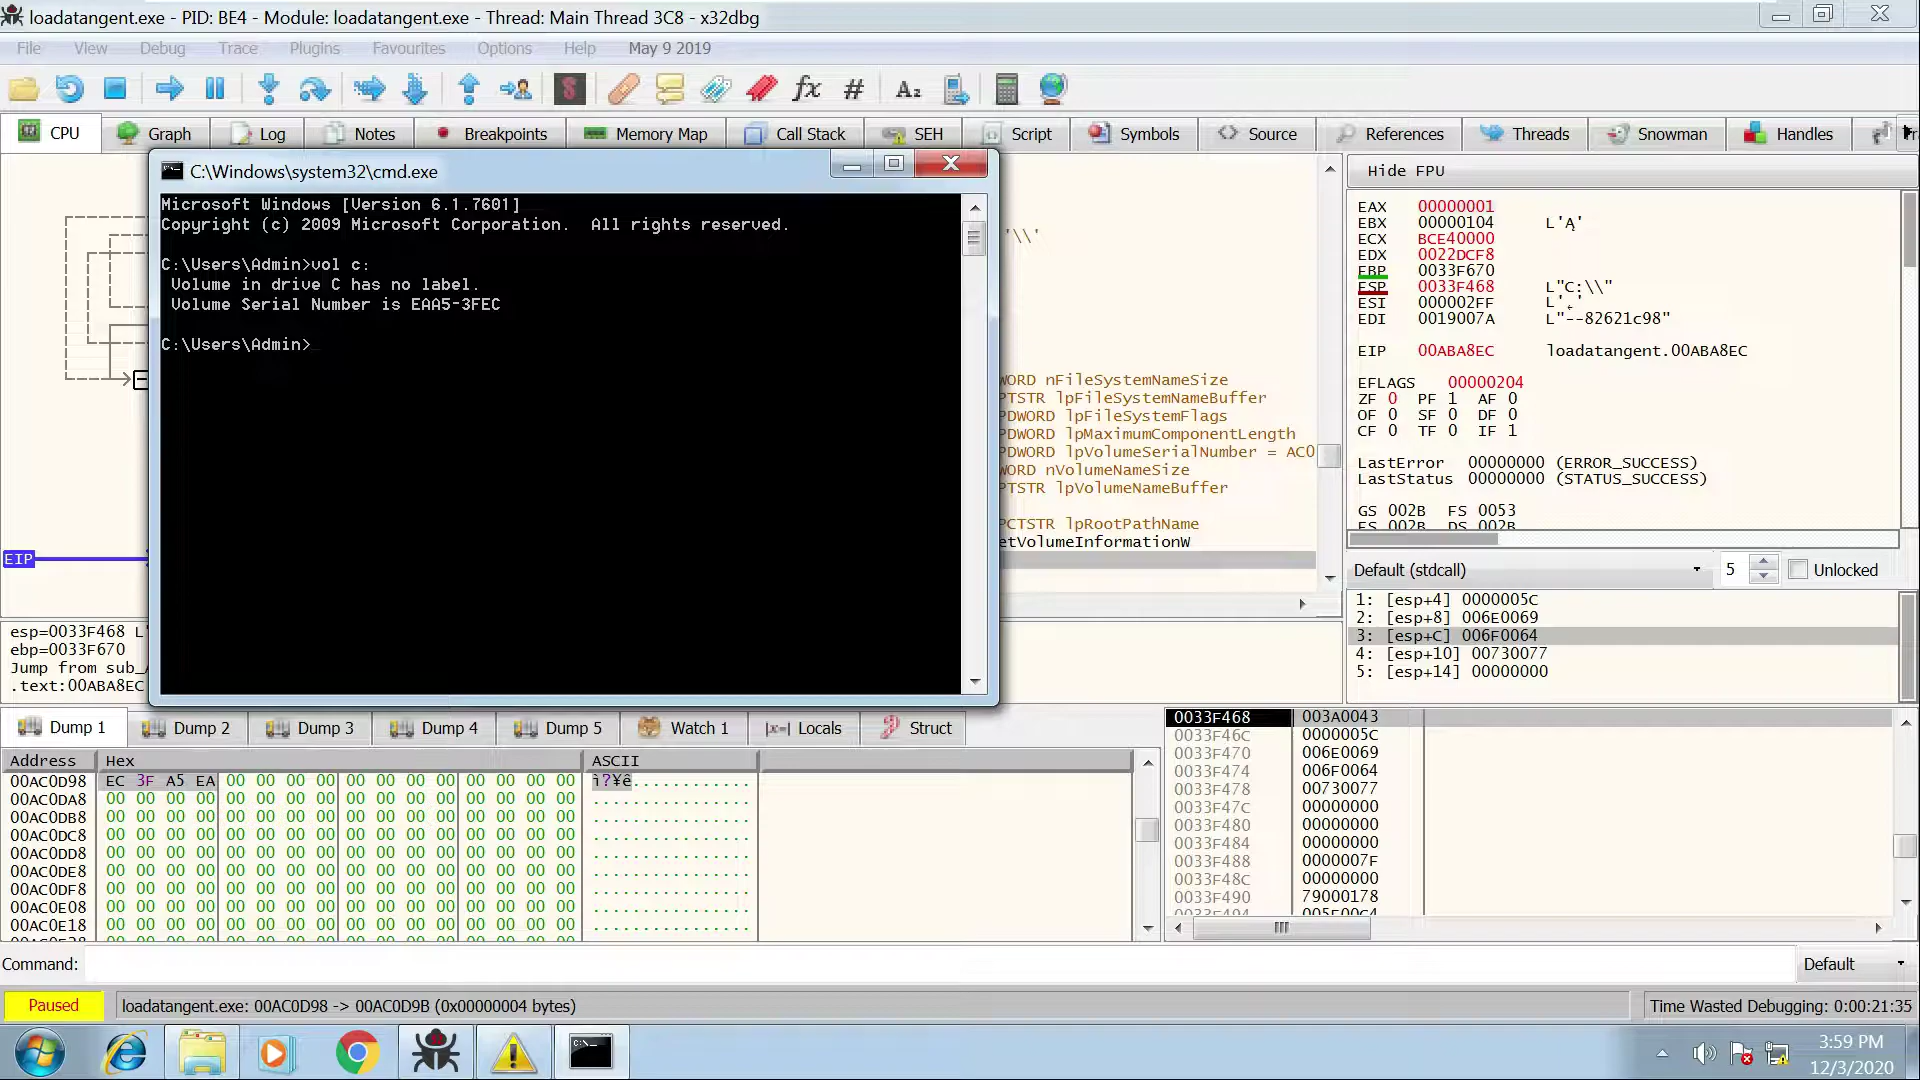 loadatangent.exe - PID: BE4 - Module: loadatangent.exe - Thread: Main Thread 3C8 - x32dbg
File View Debug Trace Plugins Favourites Options Help May 9 2019
CPU Graph Log Notes Breakpoints Memory Map Call Stack SEH Script Symbols Source References Threads Snowman Handles
C:\Windows\system32\cmd.exe
Microsoft Windows [Version 6.1.7601]
Copyright (c) 2009 Microsoft Corporation. All rights reserved.
C:\Users\Admin>vol c:
Volume in drive C has no label.
Volume Serial Number is EAA5-3FEC
C:\Users\Admin>
'\\'
nFileSystemNameSize
lpFileSystemNameBuffer
lpFileSystemFlags
lpMaximumComponentLength
lpVolumeSerialNumber = AC0
nVolumeNameSize
lpVolumeNameBuffer
lpRootPathName
etVolumeInformationW
EIP
Hide FPU
EAX 00000001
EBX 00000104 L'Ą'
ECX BCE40000
EDX 0022DCF8
EBP 0033F670
ESP 0033F468 L"C:\\"
ESI 000002FF
EDI 0019007A L"--82621c98"
EIP 00ABA8EC loadatangent.00ABA8EC
EFLAGS 00000204
ZF 0 PF 1 AF 0
OF 0 SF 0 DF 0
CF 0 TF 0 IF 1
LastError 00000000 (ERROR_SUCCESS)
LastStatus 00000000 (STATUS_SUCCESS)
GS 002B FS 0053
ES 002B DS 002B
Default (stdcall) 5 Unlocked
1: [esp+4] 0000005C
2: [esp+8] 006E0069
3: [esp+C] 006F0064
4: [esp+10] 00730077
5: [esp+14] 00000000
esp=0033F468 L'
ebp=0033F670
Jump from sub_
.text:00ABA8EC
Dump 1 Dump 2 Dump 3 Dump 4 Dump 5 Watch 1 Locals Struct
Address Hex ASCII
00AC0D98 EC 3F A5 EA 00 00 00 00 00 00 00 00 00 00 00 00 ì?¥ê............
00AC0DA8 00 00 00 00 00 00 00 00 00 00 00 00 00 00 00 00 ................
00AC0DB8 00 00 00 00 00 00 00 00 00 00 00 00 00 00 00 00 ................
00AC0DC8 00 00 00 00 00 00 00 00 00 00 00 00 00 00 00 00 ................
00AC0DD8 00 00 00 00 00 00 00 00 00 00 00 00 00 00 00 00 ................
00AC0DE8 00 00 00 00 00 00 00 00 00 00 00 00 00 00 00 00 ................
00AC0DF8 00 00 00 00 00 00 00 00 00 00 00 00 00 00 00 00 ................
00AC0E08 00 00 00 00 00 00 00 00 00 00 00 00 00 00 00 00 ................
00AC0E18 00 00 00 00 00 00 00 00 00 00 00 00 00 00 00 00 ................
0033F468 003A0043
0033F46C 0000005C
0033F470 006E0069
0033F474 006F0064
0033F478 00730077
0033F47C 00000000
0033F480 00000000
0033F484 00000000
0033F488 0000007F
0033F48C 00000000
0033F490 79000178
0033F494 005E00C4
Command: Default
Paused loadatangent.exe: 00AC0D98 -> 00AC0D9B (0x00000004 bytes) Time Wasted Debugging: 0:00:21:35
3:59 PM
12/3/2020